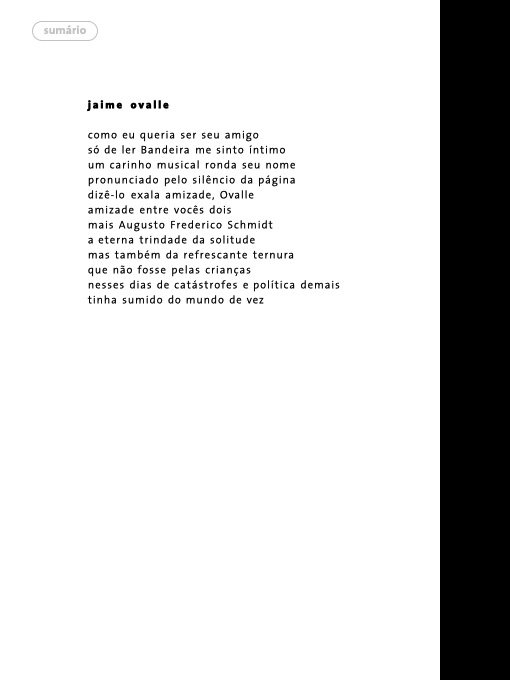 sumário
jaime ovalle
como eu queria ser seu amigo
só de ler Bandeira me sinto íntimo
um carinho musical ronda seu nome
pronunciado pelo silêncio da página
dizê-lo exala amizade, Ovalle
amizade entre vocês dois
mais Augusto Frederico Schmidt
a eterna trindade da solitude
mas também da refrescante ternura
que não fosse pelas crianças
nesses dias de catástrofes e política demais
tinha sumido do mundo de vez